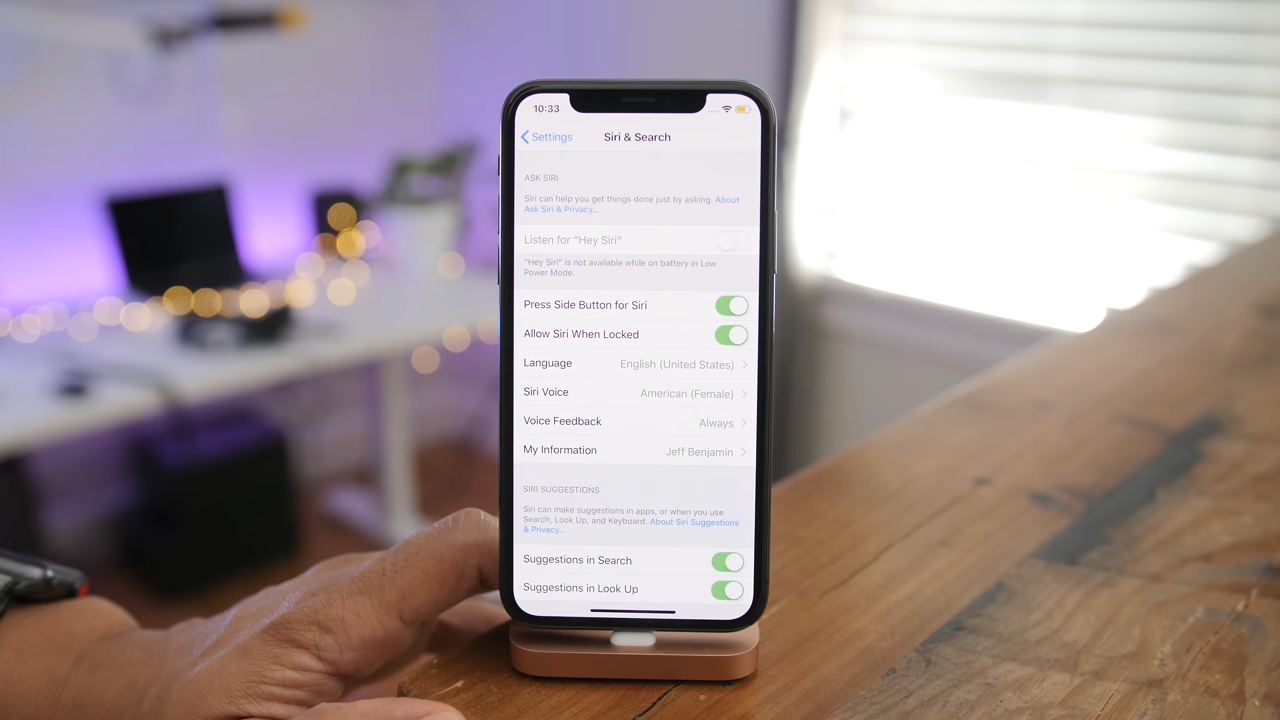 10:33
Settings
Siri & Search
ASK SIRI
Siri can help you get things done just by asking. About
Ask Siri & Privacy...
Listen for "Hey Siri"
"Hey Siri" is not available while on battery in Low
Power Mode.
Press Side Button for Siri
Allow Siri When Locked
Language English (United States)
Siri Voice American (Female)
Voice Feedback Always
My Information Jeff Benjamin
SIRI SUGGESTIONS
Siri can make suggestions in apps, or when you use
Search, Look Up, and Keyboard. About Siri Suggestions
& Privacy...
Suggestions in Search
Suggestions in Look Up